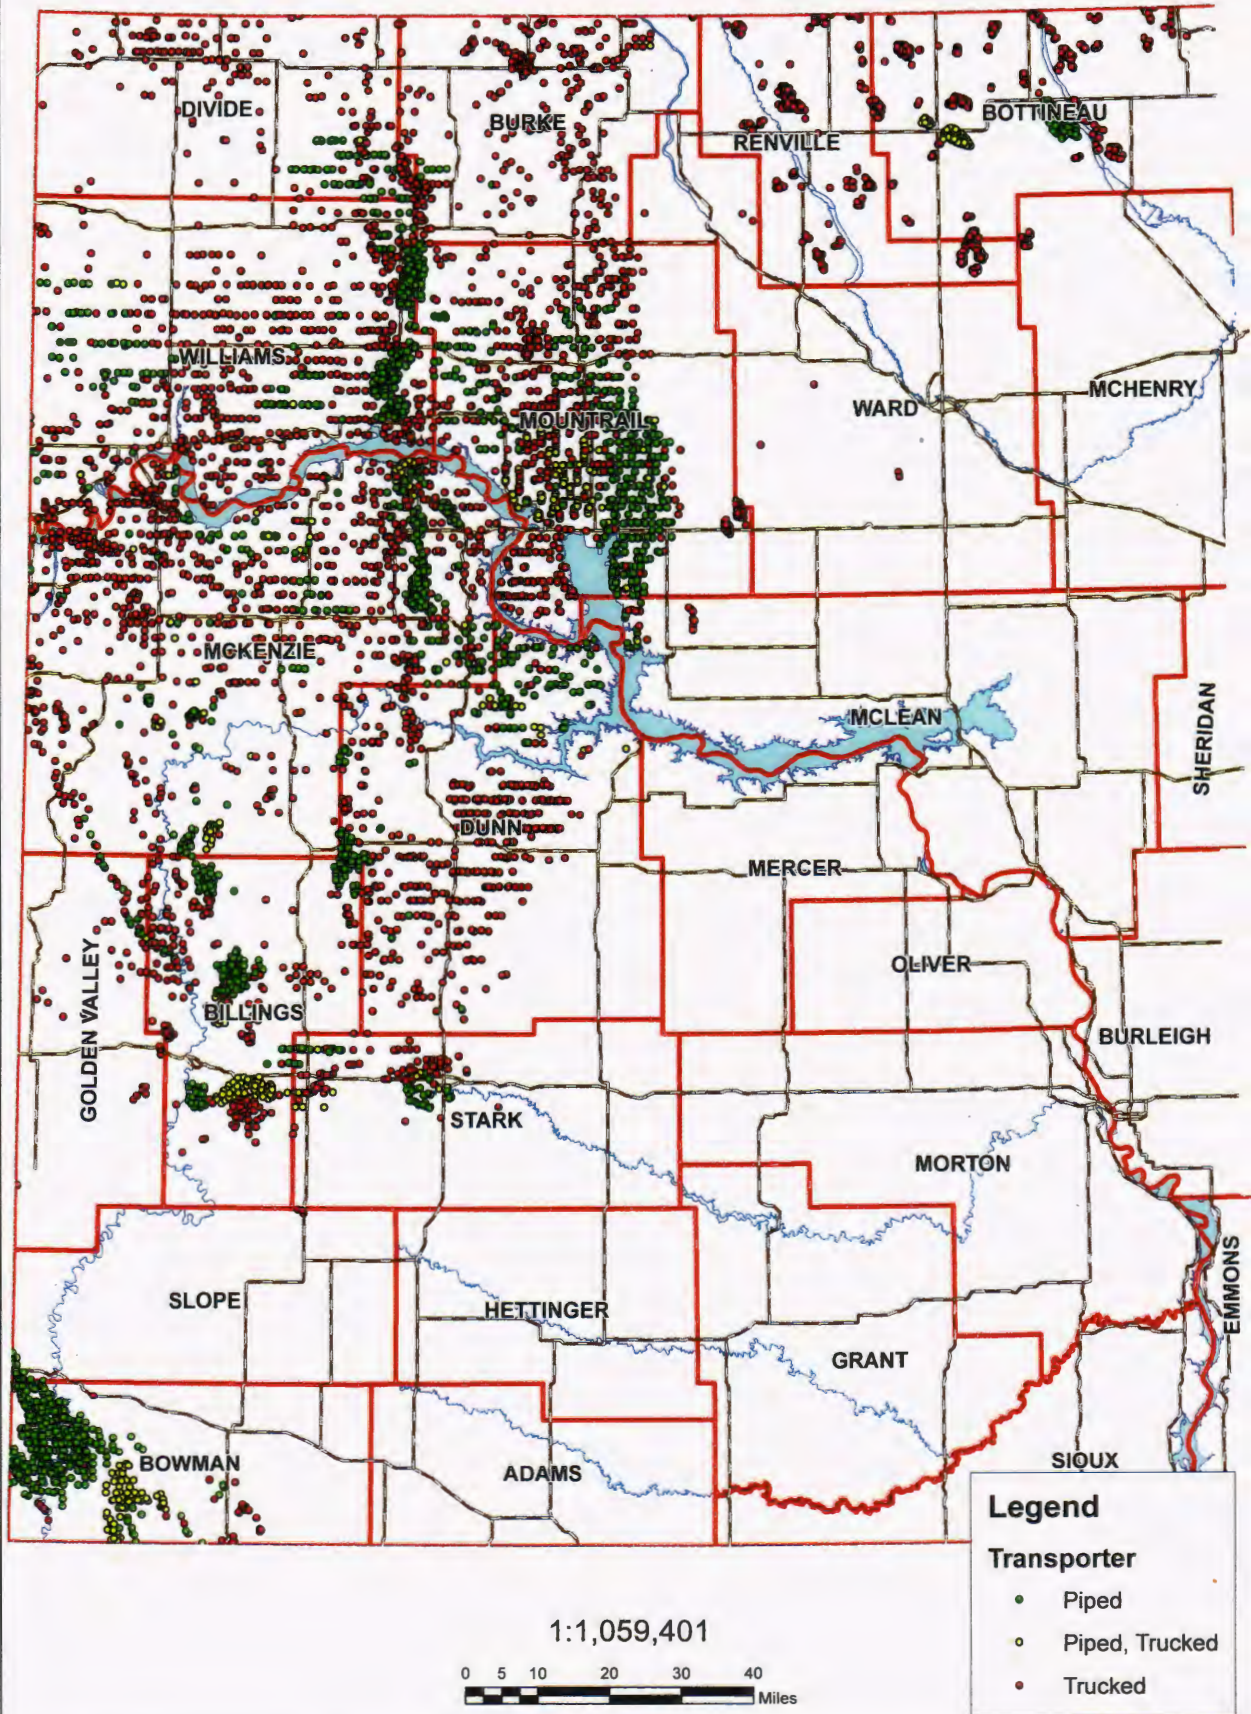 DIVIDE
BURKE
BOTTINEAU
RENVILLE
WILLIAMS
MOUNTRAIL
WARD
MCHENRY
MCKENZIE
MCLEAN
SHERIDAN
DUNN
MERCER
GOLDEN VALLEY
BILLINGS
OLIVER
BURLEIGH
STARK
MORTON
SLOPE
HETTINGER
GRANT
EMMONS
BOWMAN
ADAMS
SIOUX
Legend
Transporter
Piped
Piped, Trucked
Trucked
1:1,059,401
0 5 10 20 30 40
Miles